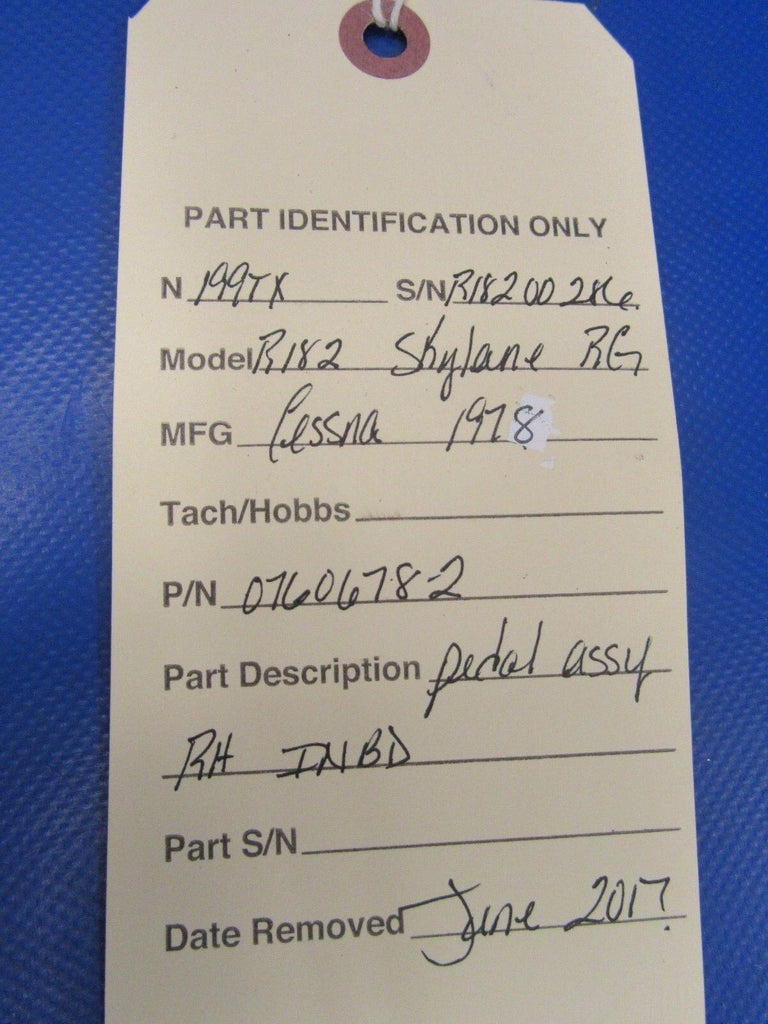 PART IDENTIFICATION ONLY
N 199TX S/N
Model R182 Skylane RG
MFG Cessna 1978
Tach/Hobbs
P/N 0760678-2
Part Description pedal assy
RH INBD
Part S/N
Date Removed June 2017